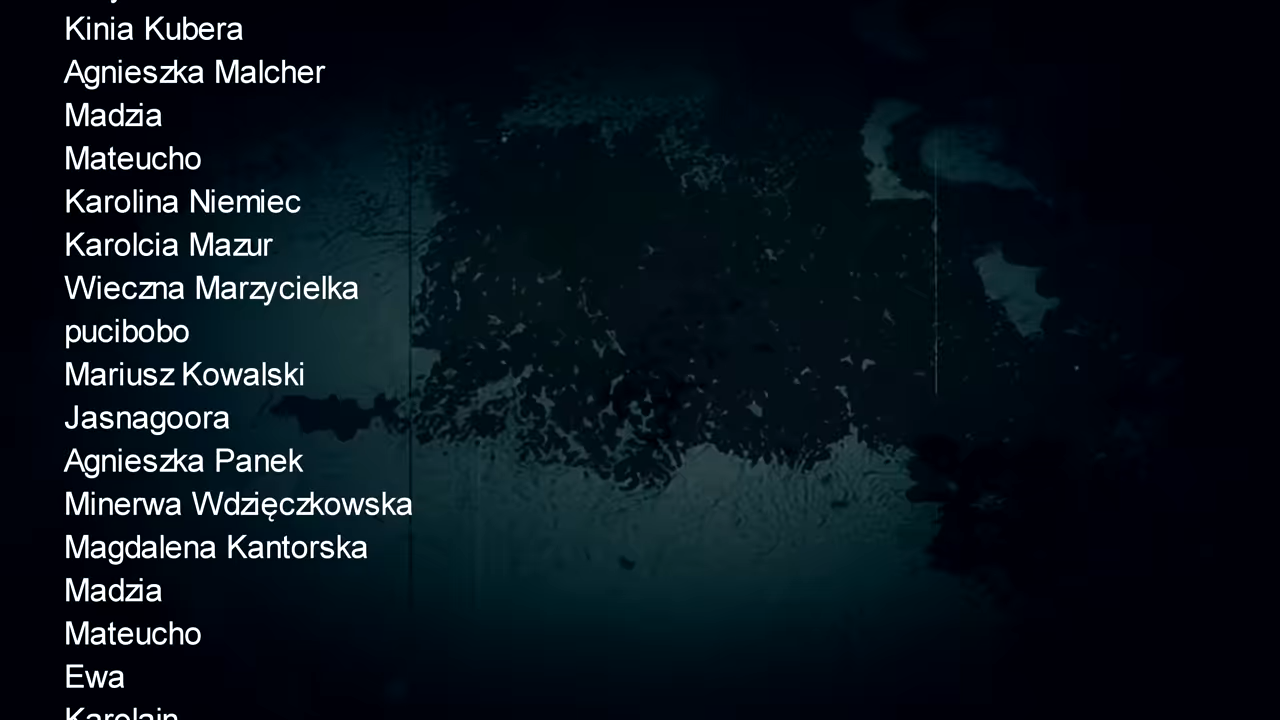 Kinia Kubera
Agnieszka Malcher
Madzia
Mateucho
Karolina Niemiec
Karolcia Mazur
Wieczna Marzycielka
pucibobo
Mariusz Kowalski
Jasnagoora
Agnieszka Panek
Minerwa Wdzięczkowska
Magdalena Kantorska
Madzia
Mateucho
Ewa
Karolain